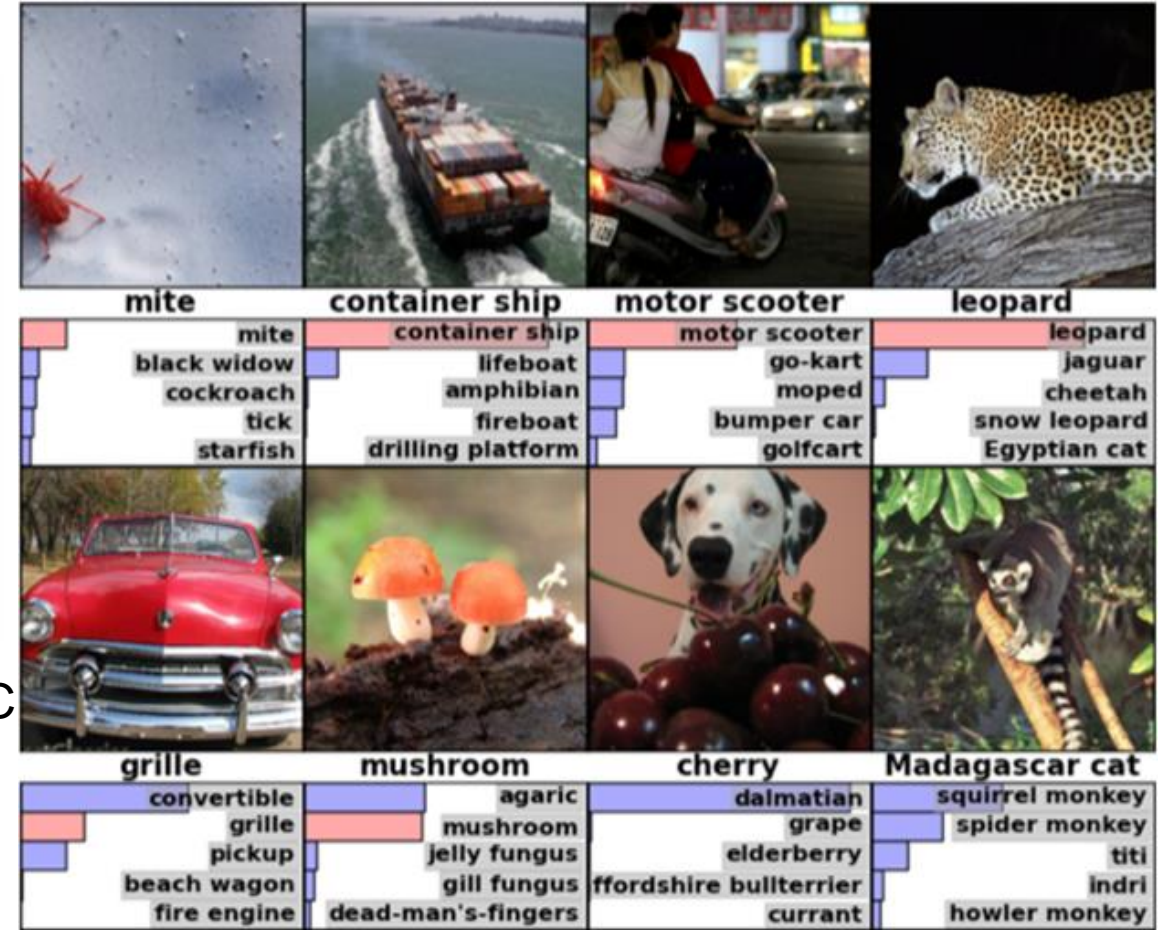 mite
container ship
motor scooter
leopard
mite
black widow
cockroach
tick
starfish
container ship
lifeboat
amphibian
fireboat
drilling platform
motor scooter
go-kart
moped
bumper car
golfcart
leopard
jaguar
cheetah
snow leopard
Egyptian cat
C
grille
mushroom
cherry
Madagascar cat
convertible
grille
pickup
beach wagon
fire engine
agaric
mushroom
jelly fungus
gill fungus
dead-man's-fingers
dalmatian
grape
elderberry
ffordshire bullterrier
currant
squirrel monkey
spider monkey
titi
indri
howler monkey